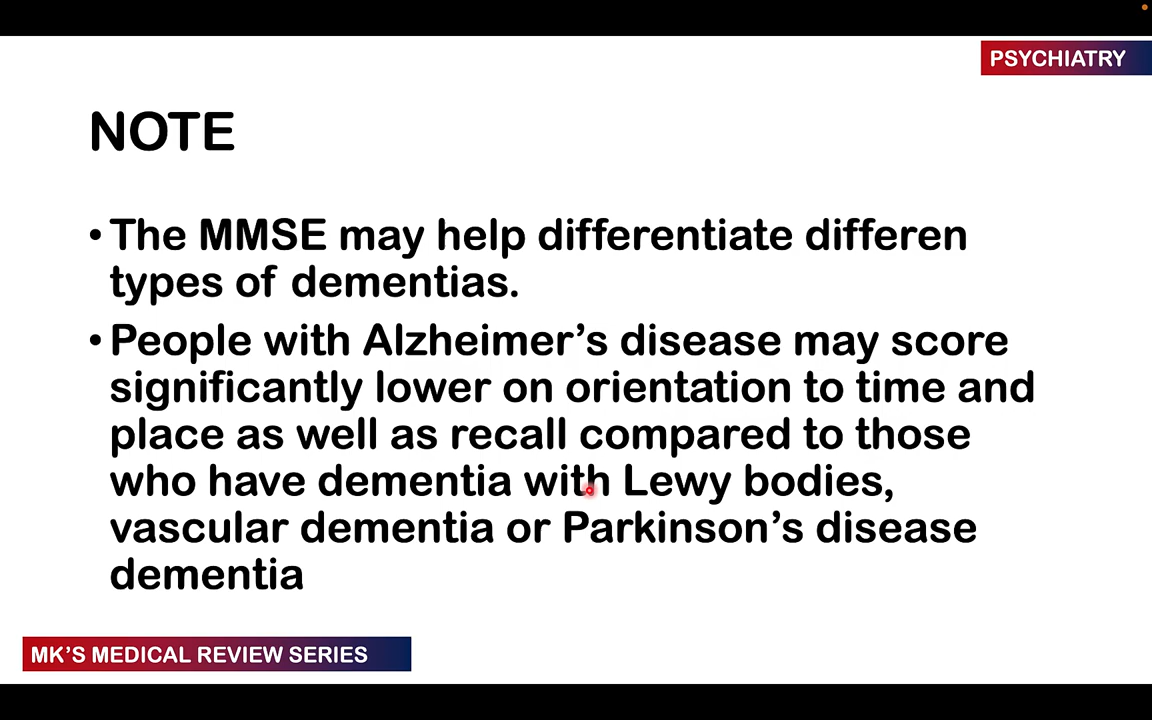 PSYCHIATRY
NOTE
• The MMSE may help differentiate differen
types of dementias.
• People with Alzheimer’s disease may score
significantly lower on orientation to time and
place as well as recall compared to those
who have dementia with Lewy bodies,
vascular dementia or Parkinson’s disease
dementia
MK’S MEDICAL REVIEW SERIES